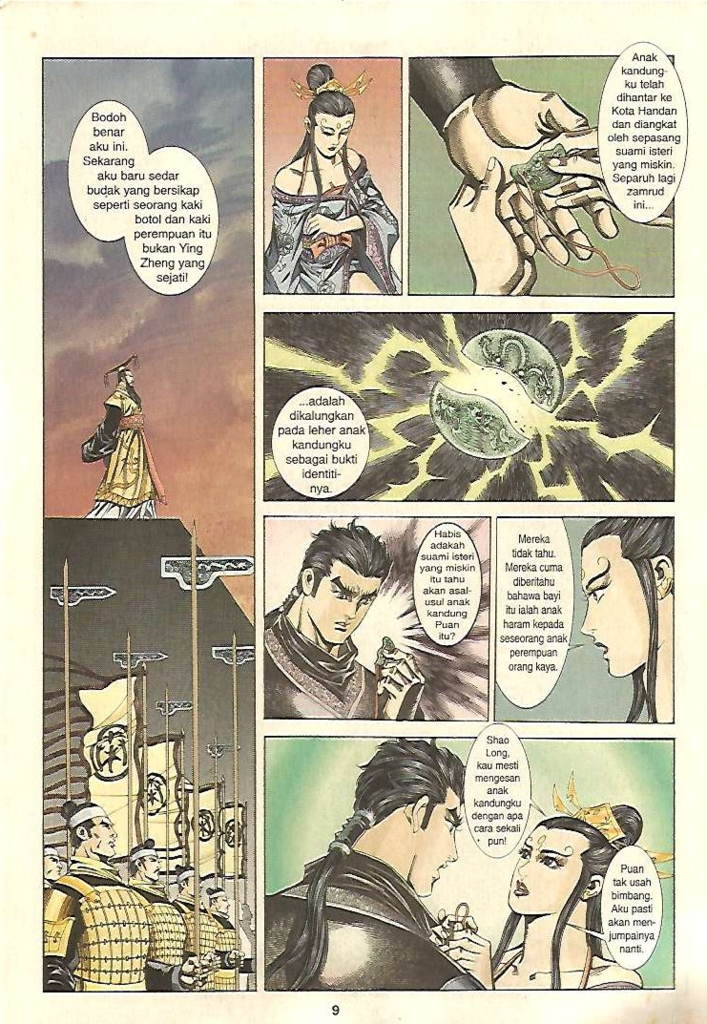 Bodoh
benar
aku ini.
Sekarang
aku baru sedar
budak yang bersikap
seperti seorang kaki
botol dan kaki
perempuan itu
bukan Ying
Zheng yang
sejati!
Anak
kandung-
ku telah
dihantar ke
Kota Handan
dan diangkat
oleh sepasang
suami isteri
yang miskin.
Separuh lagi
zamrud
ini...
...adalah
dikalungkan
pada leher anak
kandungku
sebagai bukti
identiti-
nya.
Habis
adakah
suami isteri
yang miskin
itu tahu
akan asal-
usul anak
kandung
Puan
itu?
Mereka
tidak tahu.
Mereka cuma
diberitahu
bahawa bayi
itu ialah anak
haram kepada
seseorang anak
perempuan
orang kaya.
Shao
Long,
kau mesti
mengesan
anak
kandungku
dengan apa
cara sekali
pun!
Puan
tak usah
bimbang.
Aku pasti
akan men-
jumpainya
nanti.
9